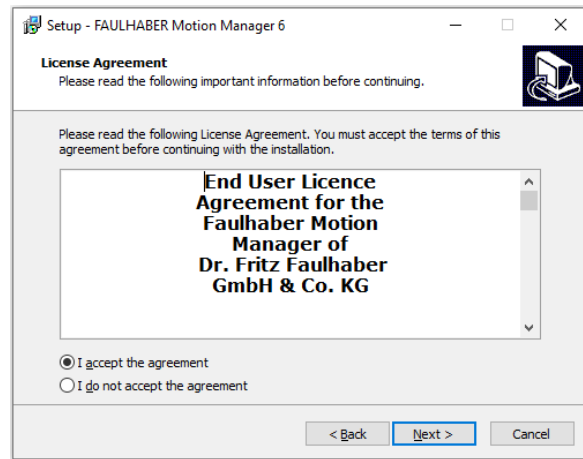 Setup - FAULHABER Motion Manager 6
License Agreement
Please read the following important information before continuing.
Please read the following License Agreement. You must accept the terms of this
agreement before continuing with the installation.
End User Licence
Agreement for the
Faulhaber Motion
Manager of
Dr. Fritz Faulhaber
GmbH & Co. KG
I accept the agreement
I do not accept the agreement
< Back
Next >
Cancel